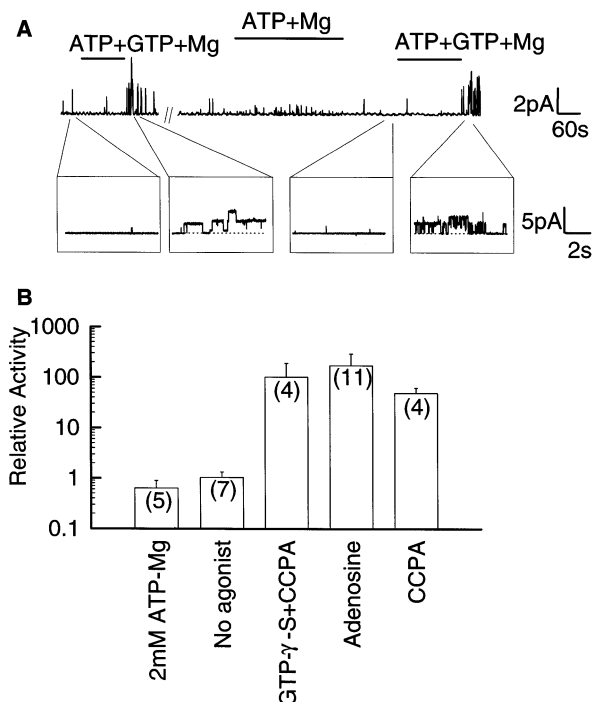 A
ATP+GTP+Mg
ATP+Mg
ATP+GTP+Mg
2pA
60s
5pA
2s
B
Relative Activity
1000
100
10
1
0.1
(5)
(7)
(4)
(11)
(4)
2mM ATP-Mg
No agonist
GTP-γ-S+CCPA
Adenosine
CCPA